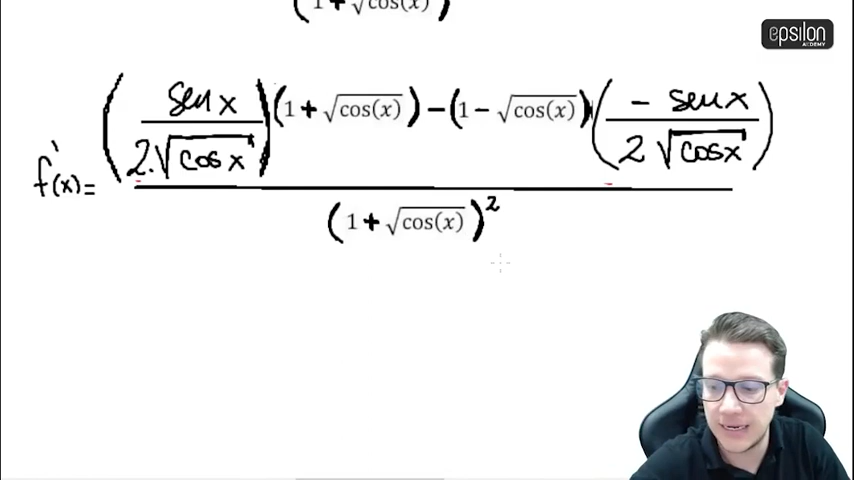 (1 + √cos(x))
epsilon
ACADEMY
f'(x) = ((sen x)/(2.√cos x))(1 + √cos(x)) - (1 - √cos(x))((- sen x)/(2 √cos x))
(1 + √cos(x))²